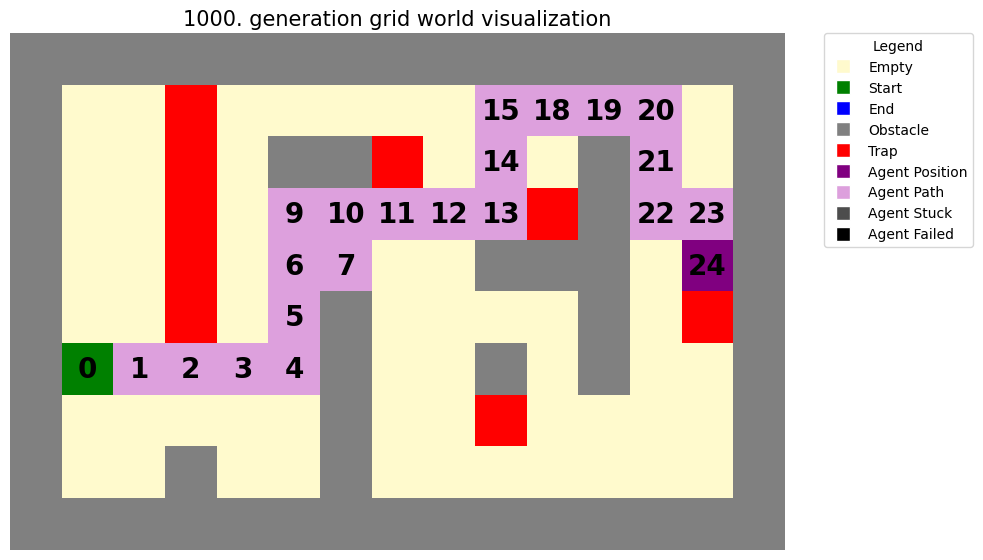 1000. generation grid world visualization
15 18 19 20
14 21
9 10 11 12 13 22 23
6 7 24
5
0 1 2 3 4
Legend
Empty
Start
End
Obstacle
Trap
Agent Position
Agent Path
Agent Stuck
Agent Failed